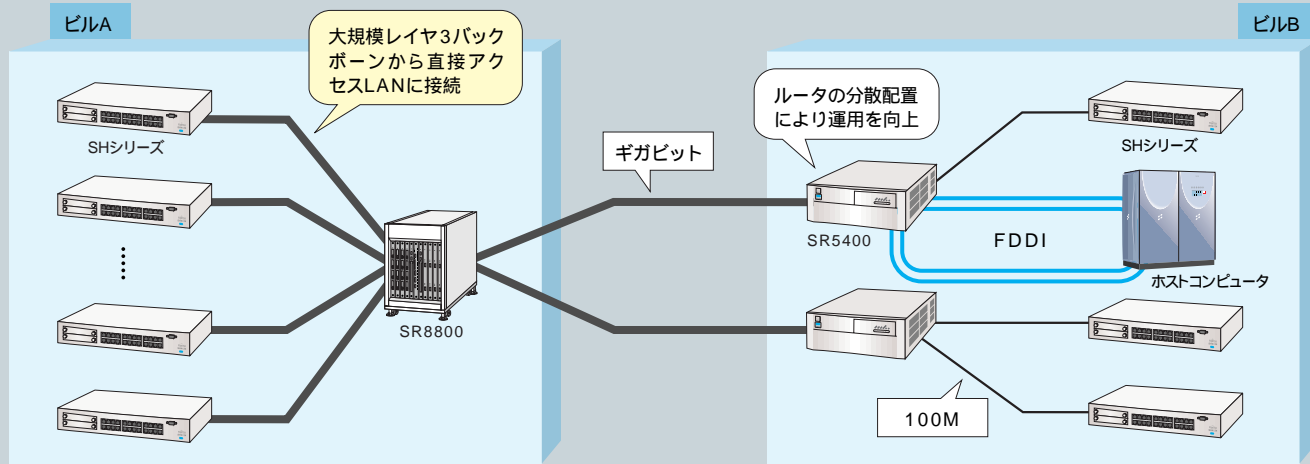 ビルA
ビルB
大規模レイヤ3バック
ボーンから直接アク
セスLANに接続
ルータの分散配置
により運用を向上
SHシリーズ
ギガビット
SHシリーズ
SR5400
FDDI
ホストコンピュータ
SR8800
100M